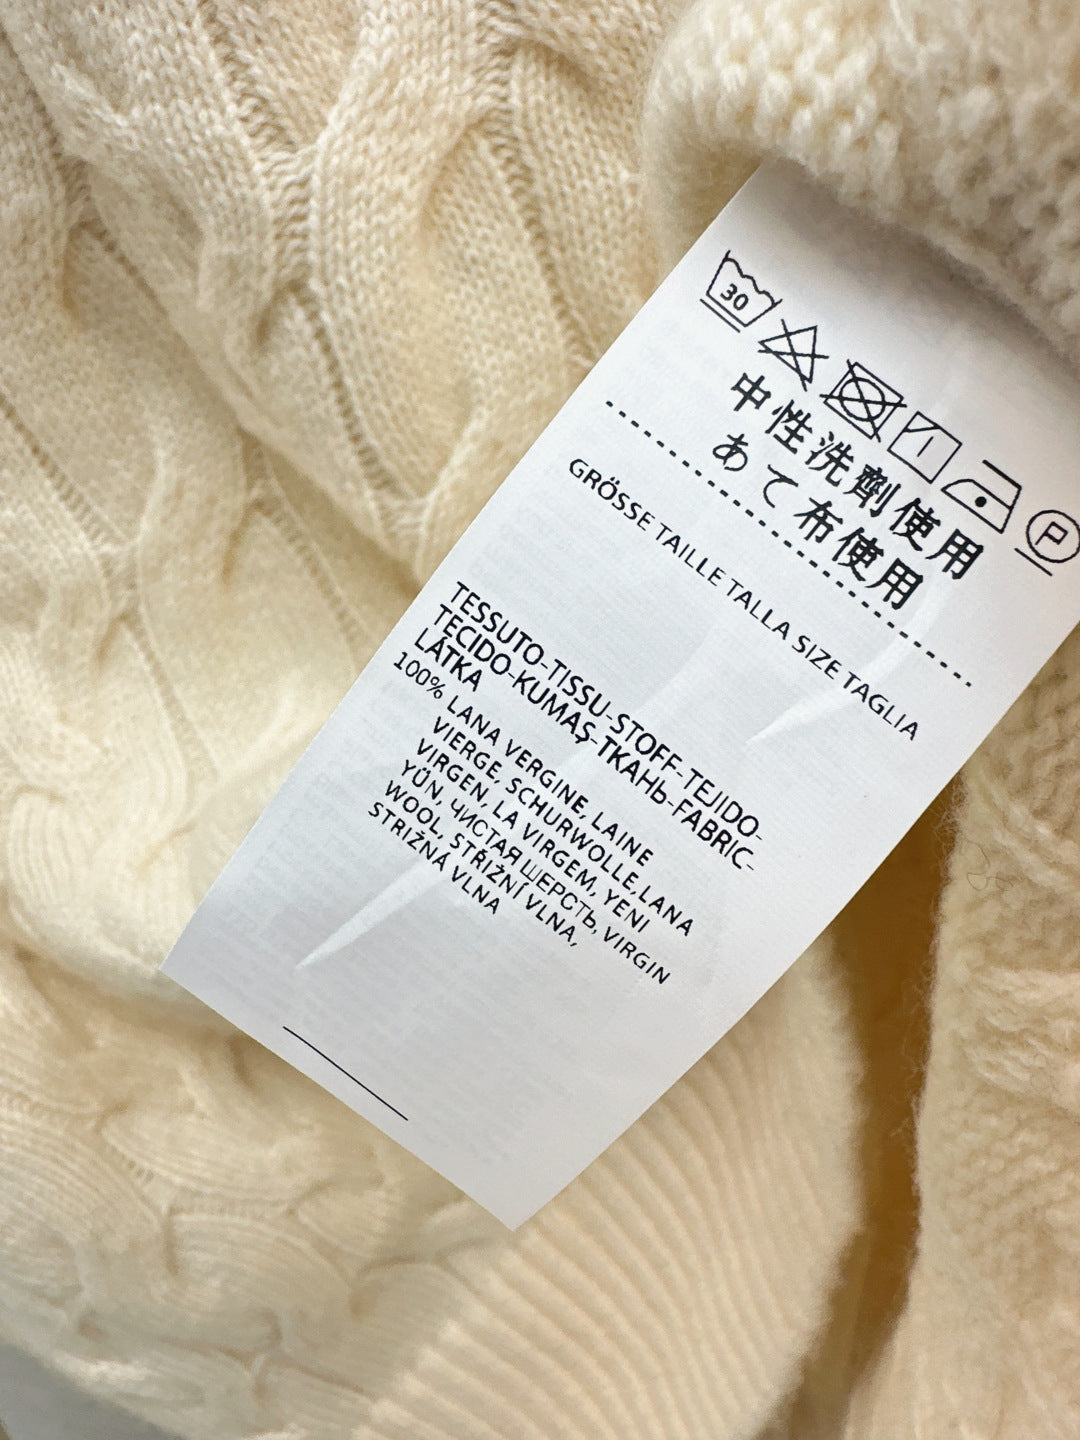 30
P
中性洗剤使用
あて布使用
GRÖSSE TAILLE TALLA SIZE TAGLIA
TESSUTO-TISSU-STOFF-TEJIDO-
TECIDO-KUMAŞ-ТКАНЬ-FABRIC-
LÁTKA
100% LANA VERGINE, LAINE
VIERGE, SCHURWOLLE,LANA
VIRGEN, LA VIRGEM, YENI
YŰN, ЧИСТАЯ ШЕРСТЬ, VIRGIN
WOOL, STŘIŽNÍ VLNA,
STRIŽNÁ VLNA